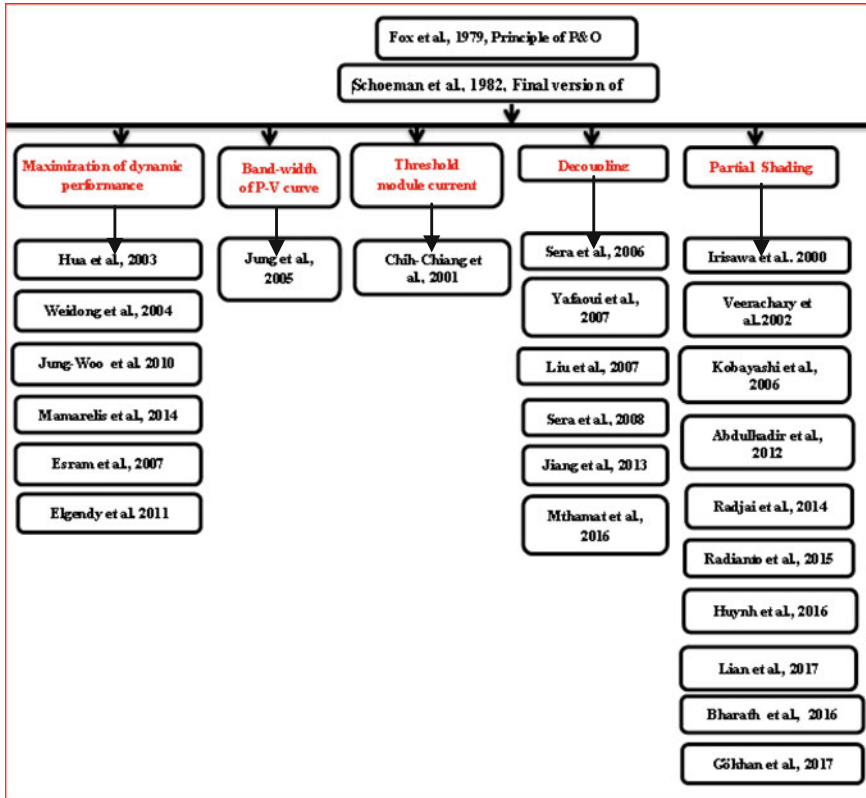 Fox et al., 1979, Principle of P&O
Schoeman et al., 1982, Final version of
Maximization of dynamic
performance
Band-width
of P-V curve
Threshold
module current
Decoupling
Partial Shading
Hua et al., 2003
Weidong et al., 2004
Jung-Woo et al. 2010
Mamarelis et al., 2014
Esram et al., 2007
Elgendy et al. 2011
Jung et al.,
2005
Chih-Chiang et
al., 2001
Sera et al., 2006
Yafaoui et al.,
2007
Liu et al., 2007
Sera et al., 2008
Jiang et al., 2013
Mthamat et al.,
2016
Irisawa et al.. 2000
Veerachary et
al.2002
Kobayashi et al.,
2006
Abdulkadir et al.,
2012
Radjai et al., 2014
Radianto et al., 2015
Huynh et al., 2016
Lian et al., 2017
Bharath et al., 2016
Gökhan et al., 2017